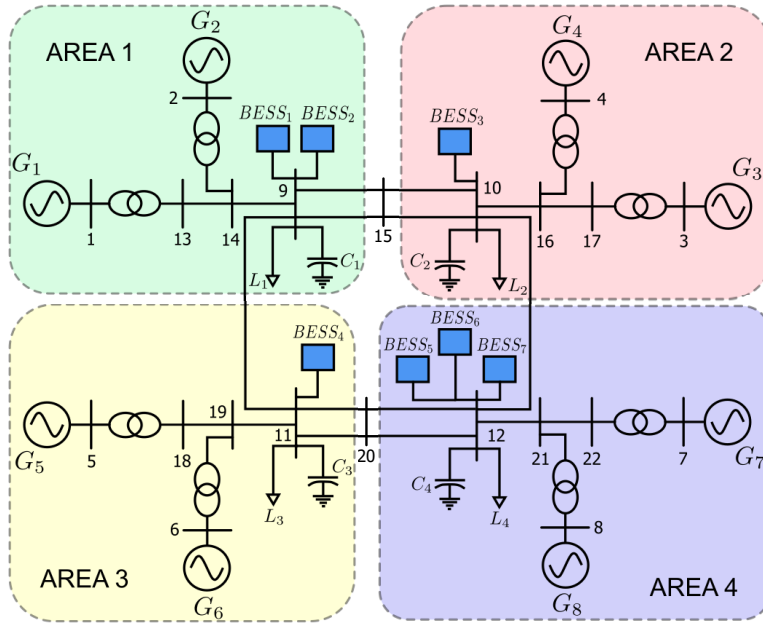 AREA 1
G2
2
BESS1
BESS2
G1
1
13
14
9
15
L1
C1
AREA 2
G4
4
BESS3
10
G3
16
17
3
C2
L2
BESS4
19
11
G5
5
18
20
6
L3
C3
AREA 3
G6
BESS6
BESS5
BESS7
12
21
22
7
G7
C4
L4
8
G8
AREA 4